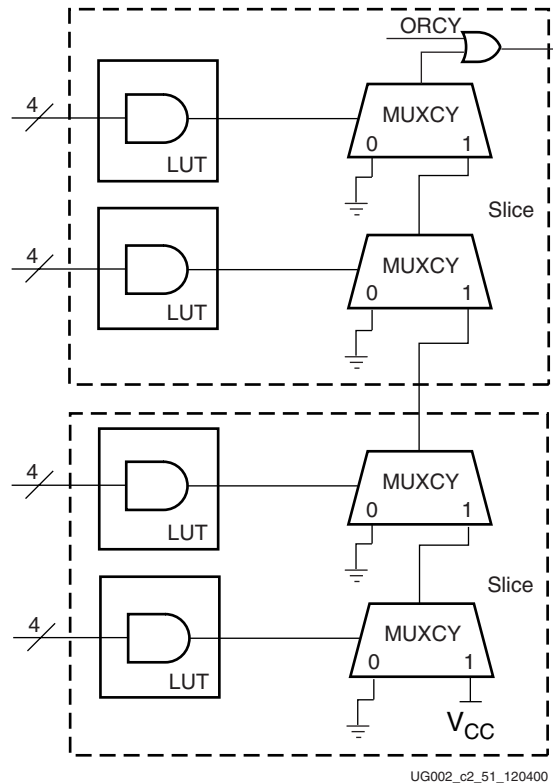 ORCY
4
MUXCY
LUT
0 1
Slice
4
MUXCY
LUT
0 1
4
MUXCY
LUT
0 1
Slice
4
MUXCY
LUT
0 1
VCC
UG002_c2_51_120400